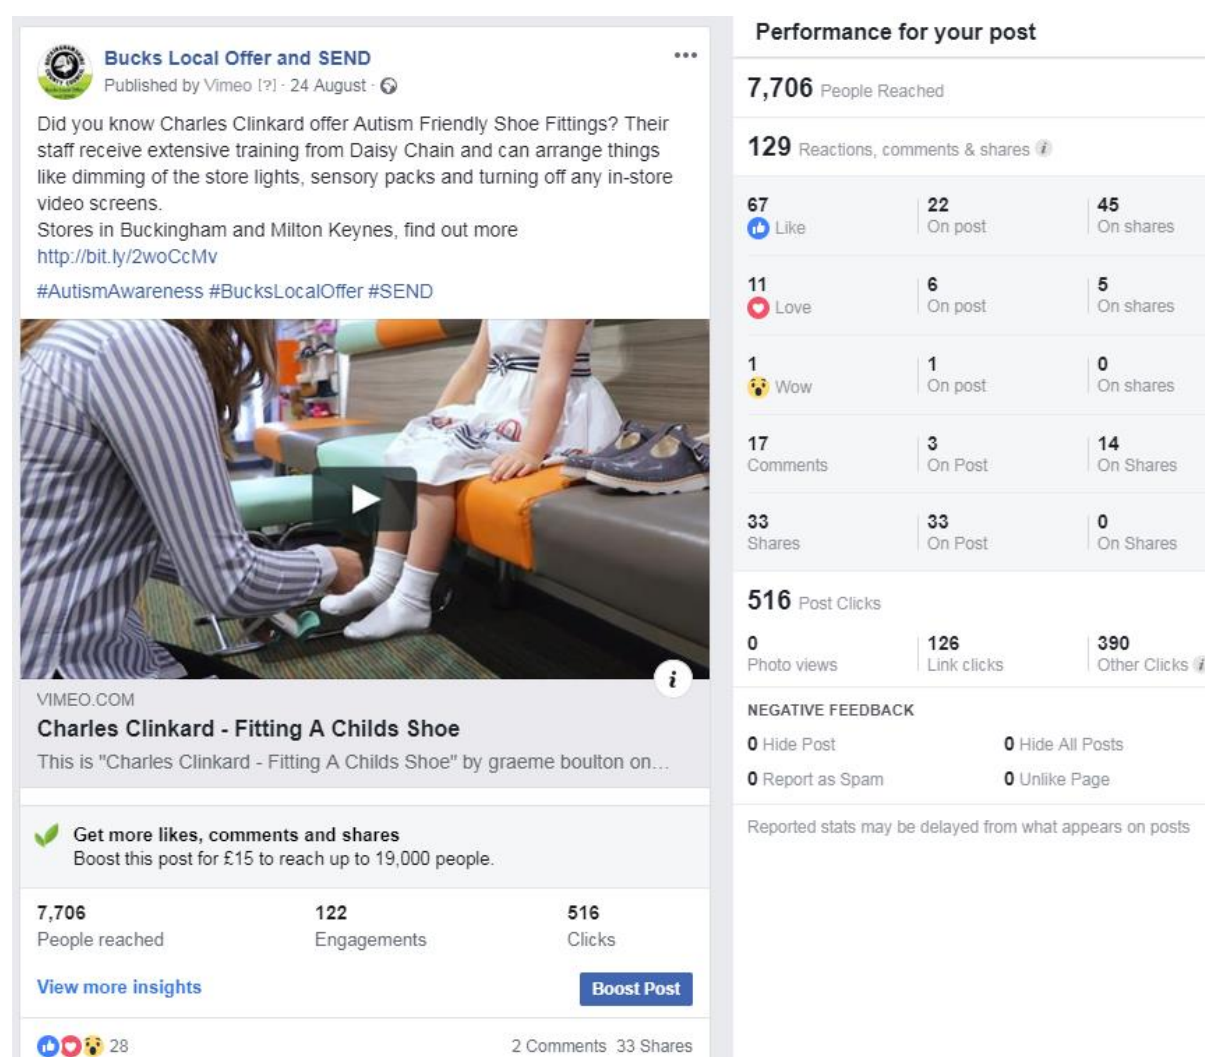 Bucks Local Offer and SEND
Published by Vimeo [?] · 24 August ·
Did you know Charles Clinkard offer Autism Friendly Shoe Fittings? Their
staff receive extensive training from Daisy Chain and can arrange things
like dimming of the store lights, sensory packs and turning off any in-store
video screens.
Stores in Buckingham and Milton Keynes, find out more
http://bit.ly/2woCcMv
#AutismAwareness #BucksLocalOffer #SEND
VIMEO.COM
Charles Clinkard - Fitting A Childs Shoe
This is "Charles Clinkard - Fitting A Childs Shoe" by graeme boulton on...
Get more likes, comments and shares
Boost this post for £15 to reach up to 19,000 people.
7,706 122 516
People reached Engagements Clicks
View more insights Boost Post
28 2 Comments 33 Shares
Performance for your post
7,706 People Reached
129 Reactions, comments & shares i
67 22 45
Like On post On shares
11 6 5
Love On post On shares
1 1 0
Wow On post On shares
17 3 14
Comments On Post On Shares
33 33 0
Shares On Post On Shares
516 Post Clicks
0 126 390
Photo views Link clicks Other Clicks i
NEGATIVE FEEDBACK
0 Hide Post 0 Hide All Posts
0 Report as Spam 0 Unlike Page
Reported stats may be delayed from what appears on posts